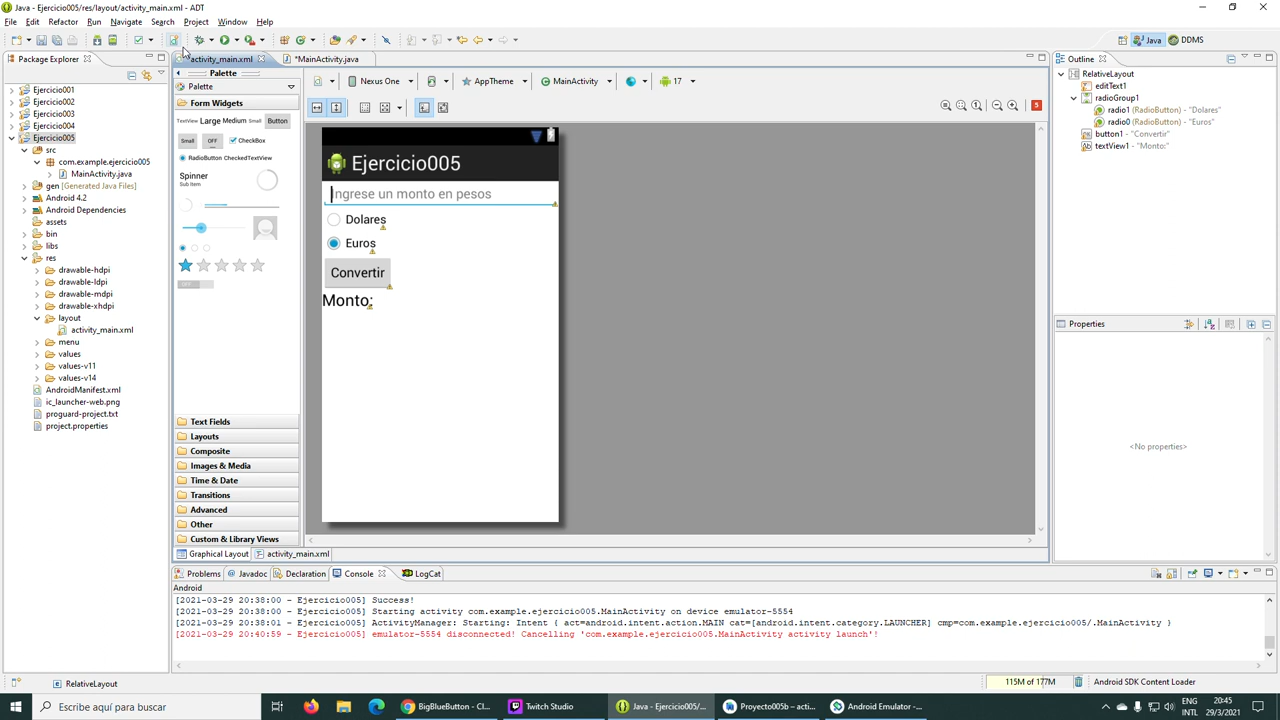 Java - Ejercicio005/res/layout/activity_main.xml - ADT
File Edit Refactor Run Navigate Search Project Window Help
Java DDMS
Package Explorer
Ejercicio001
Ejercicio002
Ejercicio003
Ejercicio004
Ejercicio005
src
com.example.ejercicio005
MainActivity.java
gen [Generated Java Files]
Android 4.2
Android Dependencies
assets
bin
libs
res
drawable-hdpi
drawable-ldpi
drawable-mdpi
drawable-xhdpi
layout
activity_main.xml
menu
values
values-v11
values-v14
AndroidManifest.xml
ic_launcher-web.png
proguard-project.txt
project.properties
activity_main.xml *MainActivity.java
Palette
Palette
Form Widgets
TextView Large Medium Small Button
Small OFF CheckBox
RadioButton CheckedTextView
Spinner
Sub Item
OFF
Text Fields
Layouts
Composite
Images & Media
Time & Date
Transitions
Advanced
Other
Custom & Library Views
Graphical Layout activity_main.xml
Nexus One AppTheme MainActivity 17
5
Ejercicio005
Ingrese un monto en pesos
Dolares
Euros
Convertir
Monto:
Outline
RelativeLayout
editText1
radioGroup1
radio1 (RadioButton) - "Dolares"
radio0 (RadioButton) - "Euros"
button1 - "Convertir"
textView1 - "Monto:"
Properties
<No properties>
Problems Javadoc Declaration Console LogCat
Android
[2021-03-29 20:38:00 - Ejercicio005] Success!
[2021-03-29 20:38:00 - Ejercicio005] Starting activity com.example.ejercicio005.MainActivity on device emulator-5554
[2021-03-29 20:38:01 - Ejercicio005] ActivityManager: Starting: Intent { act=android.intent.action.MAIN cat=[android.intent.category.LAUNCHER] cmp=com.example.ejercicio005/.MainActivity }
[2021-03-29 20:40:59 - Ejercicio005] emulator-5554 disconnected! Cancelling 'com.example.ejercicio005.MainActivity activity launch'!
RelativeLayout
115M of 177M
Android SDK Content Loader
Escribe aquí para buscar
BigBlueButton - Cl...
Twitch Studio
Java - Ejercicio005/...
Proyecto005b – acti...
Android Emulator - ...
ENG
INTL
20:45
29/3/2021